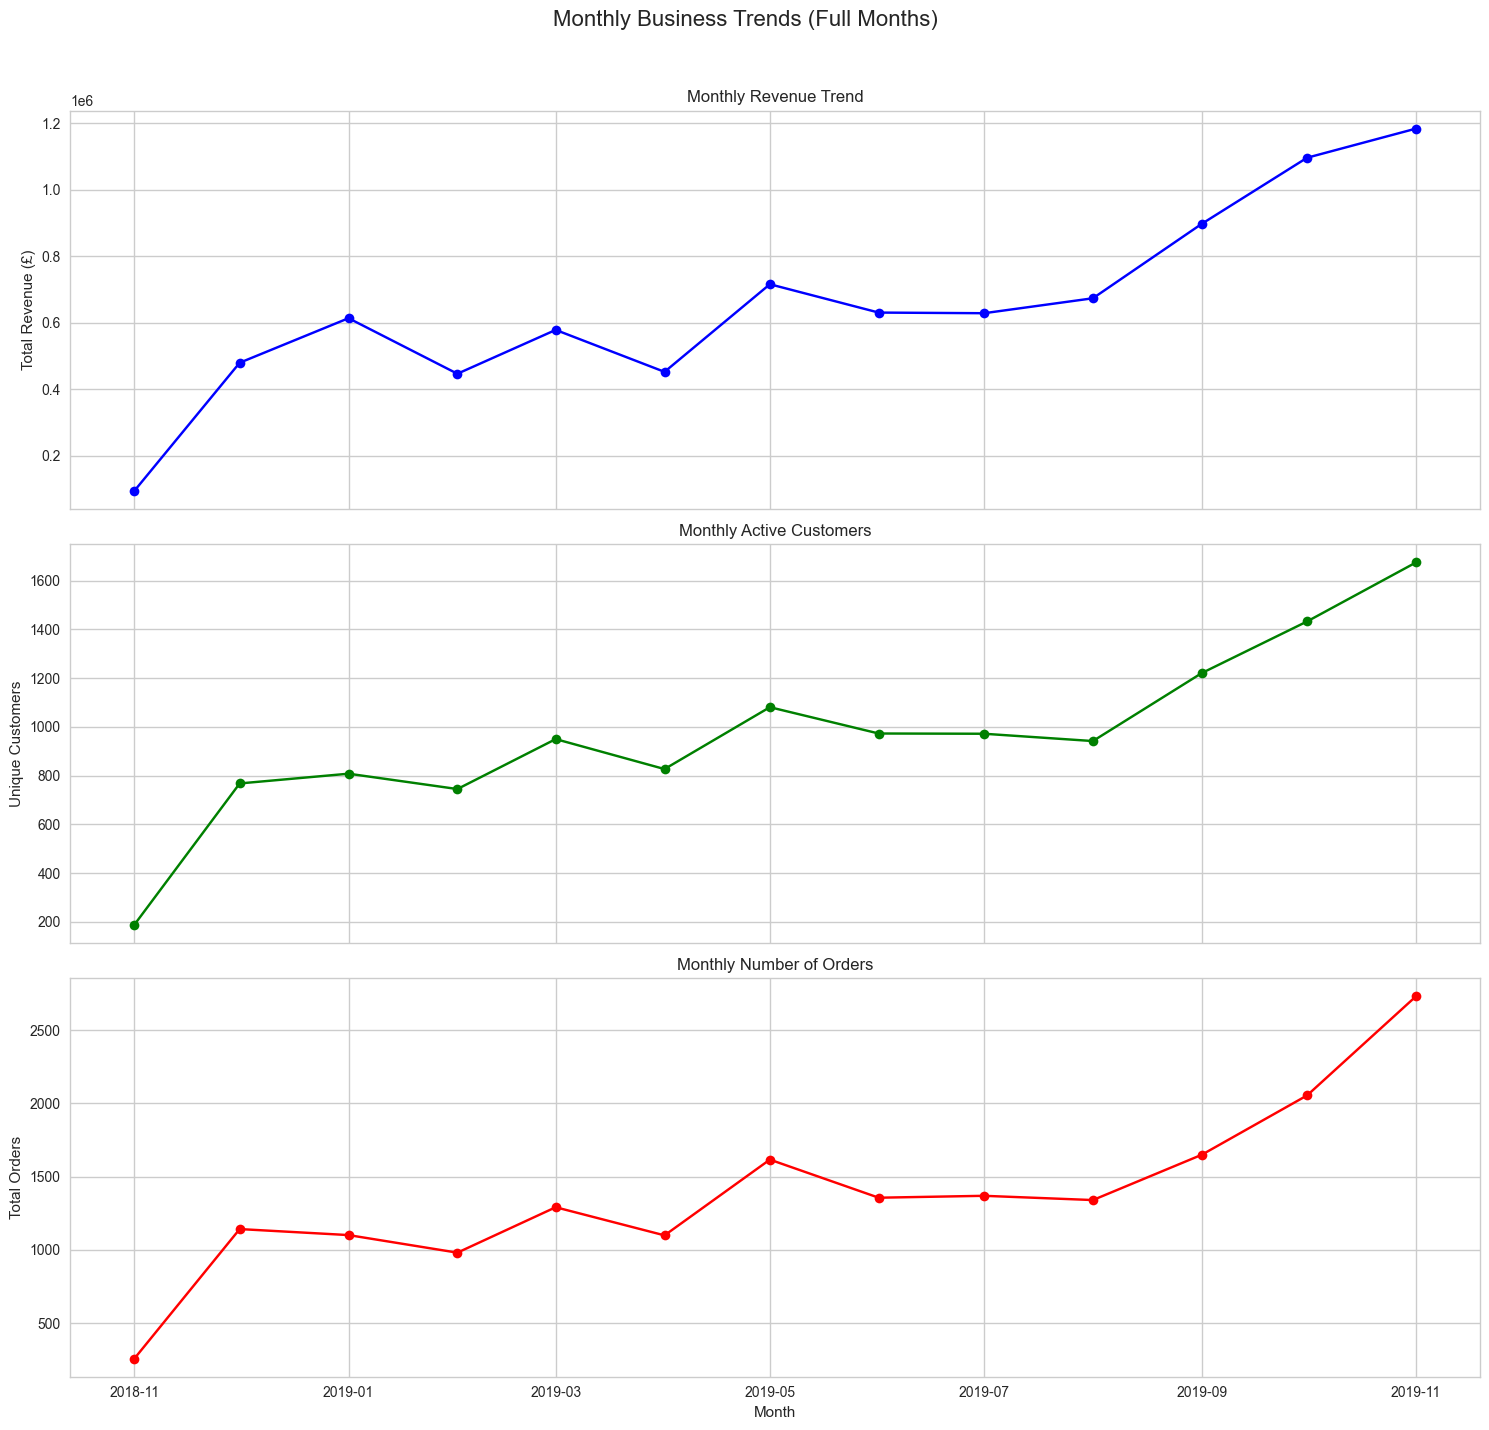 Monthly Business Trends (Full Months)
Monthly Revenue Trend
1e6
1.2
1.0
0.8
0.6
0.4
0.2
Total Revenue (£)
Monthly Active Customers
1600
1400
1200
1000
800
600
400
200
Unique Customers
Monthly Number of Orders
2500
2000
1500
1000
500
Total Orders
2018-11 2019-01 2019-03 2019-05 2019-07 2019-09 2019-11
Month